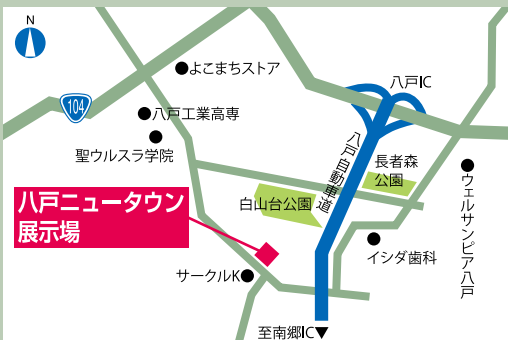 N
よこまちストア
八戸IC
104
八戸工業高専
聖ウルスラ学院
八戸自動車道
長者森
公園
ウェルサンピア八戸
八戸ニュータウン
展示場
白山台公園
イシダ歯科
サークルK
至南郷IC▼